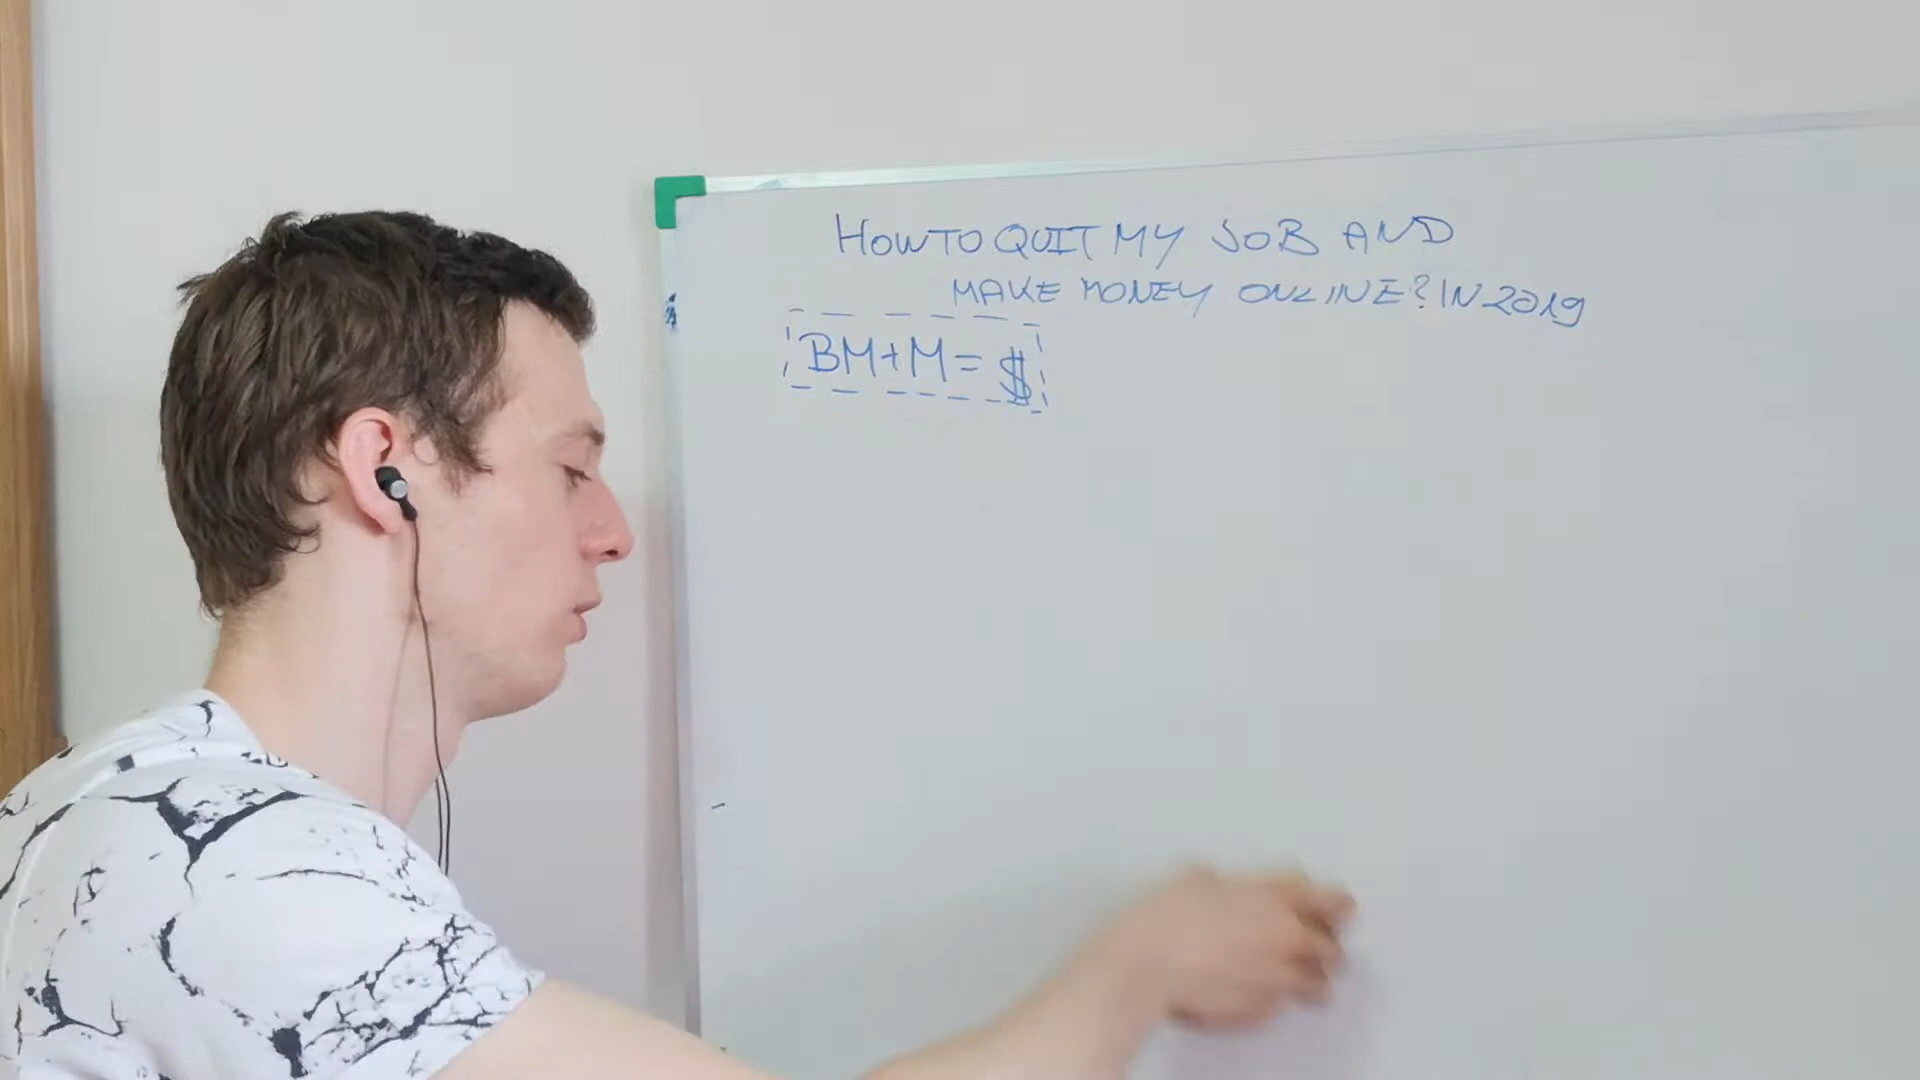 HOW TO QUIT MY JOB AND
MAKE MONEY ONLINE? IN 2019
BM+M= $